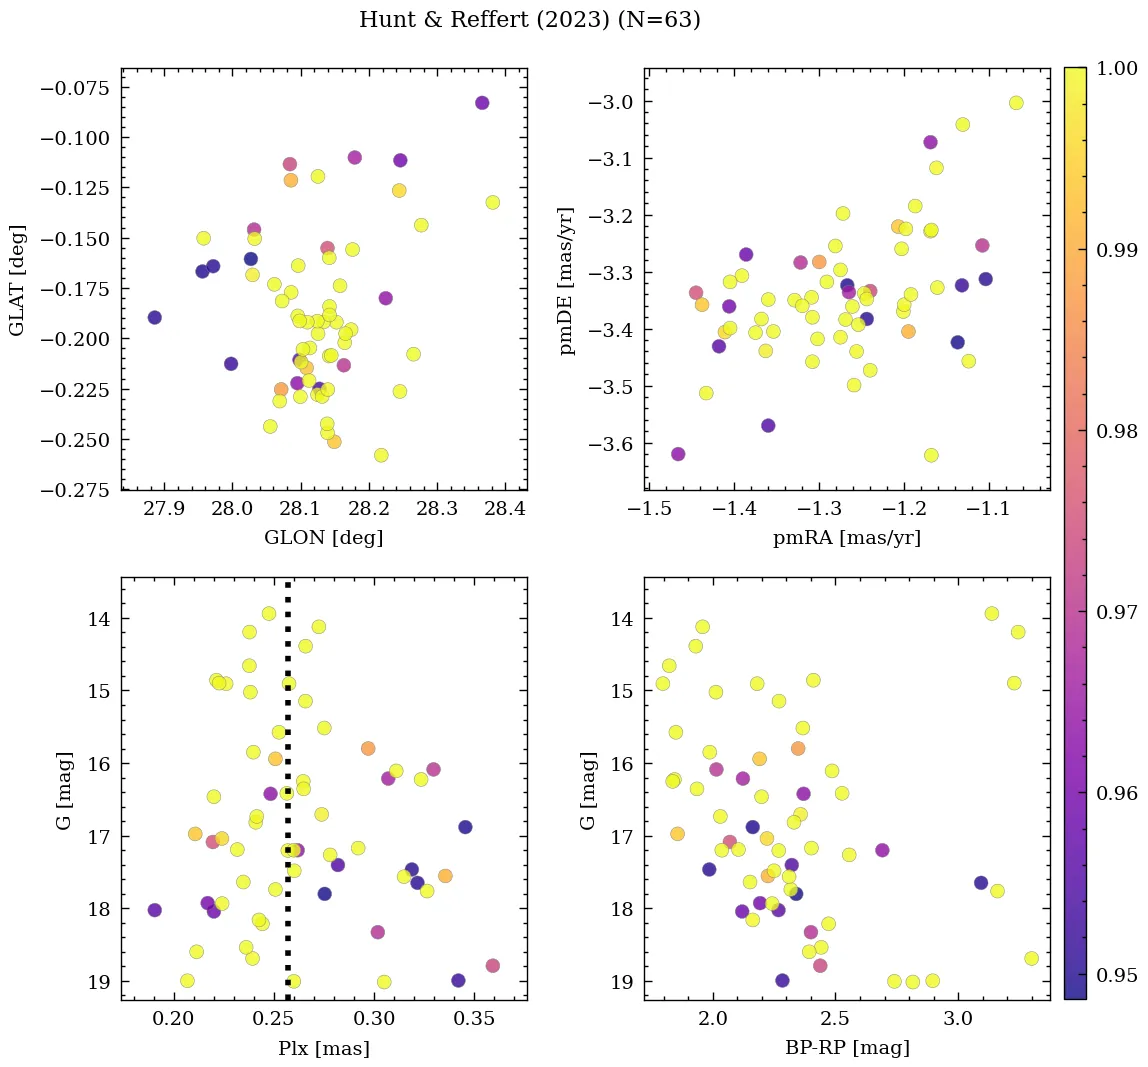 Hunt & Reffert (2023) (N=63)
−0.075
−0.100
−0.125
−0.150
−0.175
−0.200
−0.225
−0.250
−0.275
GLAT [deg]
27.9 28.0 28.1 28.2 28.3 28.4
GLON [deg]
−3.0
−3.1
−3.2
−3.3
−3.4
−3.5
−3.6
pmDE [mas/yr]
−1.5 −1.4 −1.3 −1.2 −1.1
pmRA [mas/yr]
1.00
0.99
0.98
0.97
0.96
0.95
14
15
16
17
18
19
G [mag]
0.20 0.25 0.30 0.35
Plx [mas]
14
15
16
17
18
19
G [mag]
2.0 2.5 3.0
BP-RP [mag]